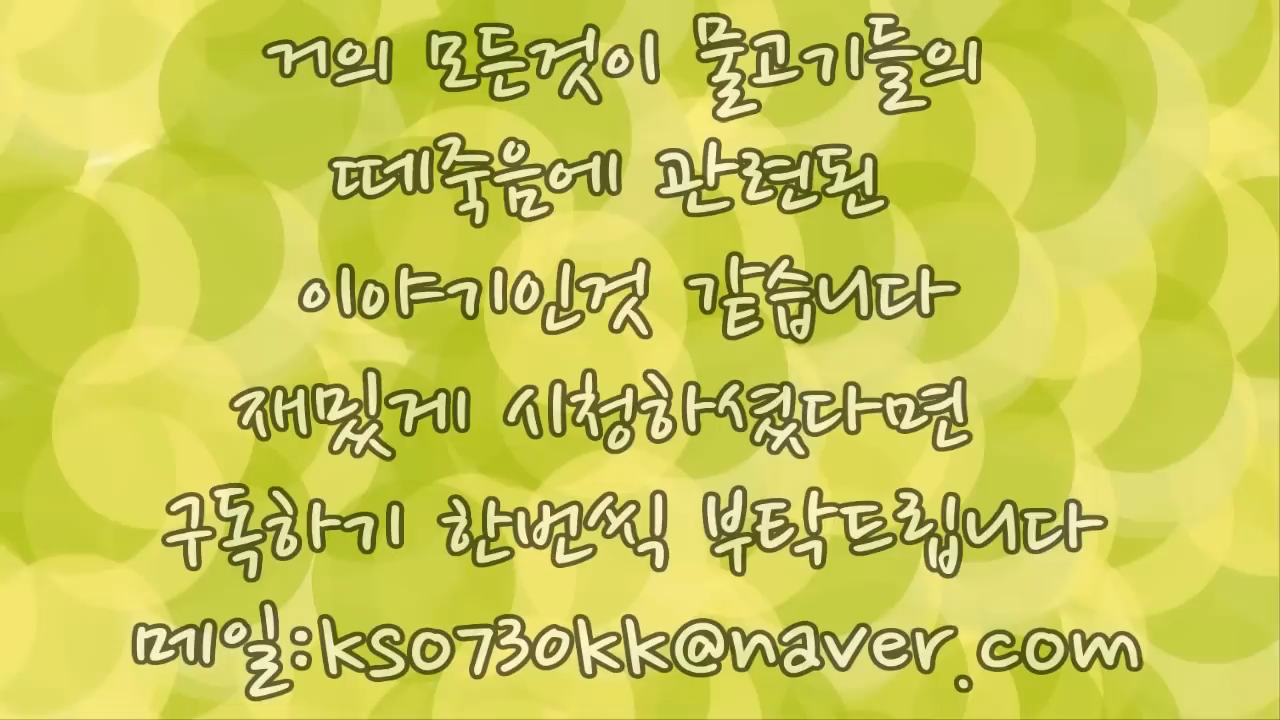 거의 모든것이 물고기들의
떼죽음에 관련된
이야기인것 같습니다
재밌게 시청하셨다면
구독하기 한번씩 부탁드립니다
메일:kso730kk@naver.com